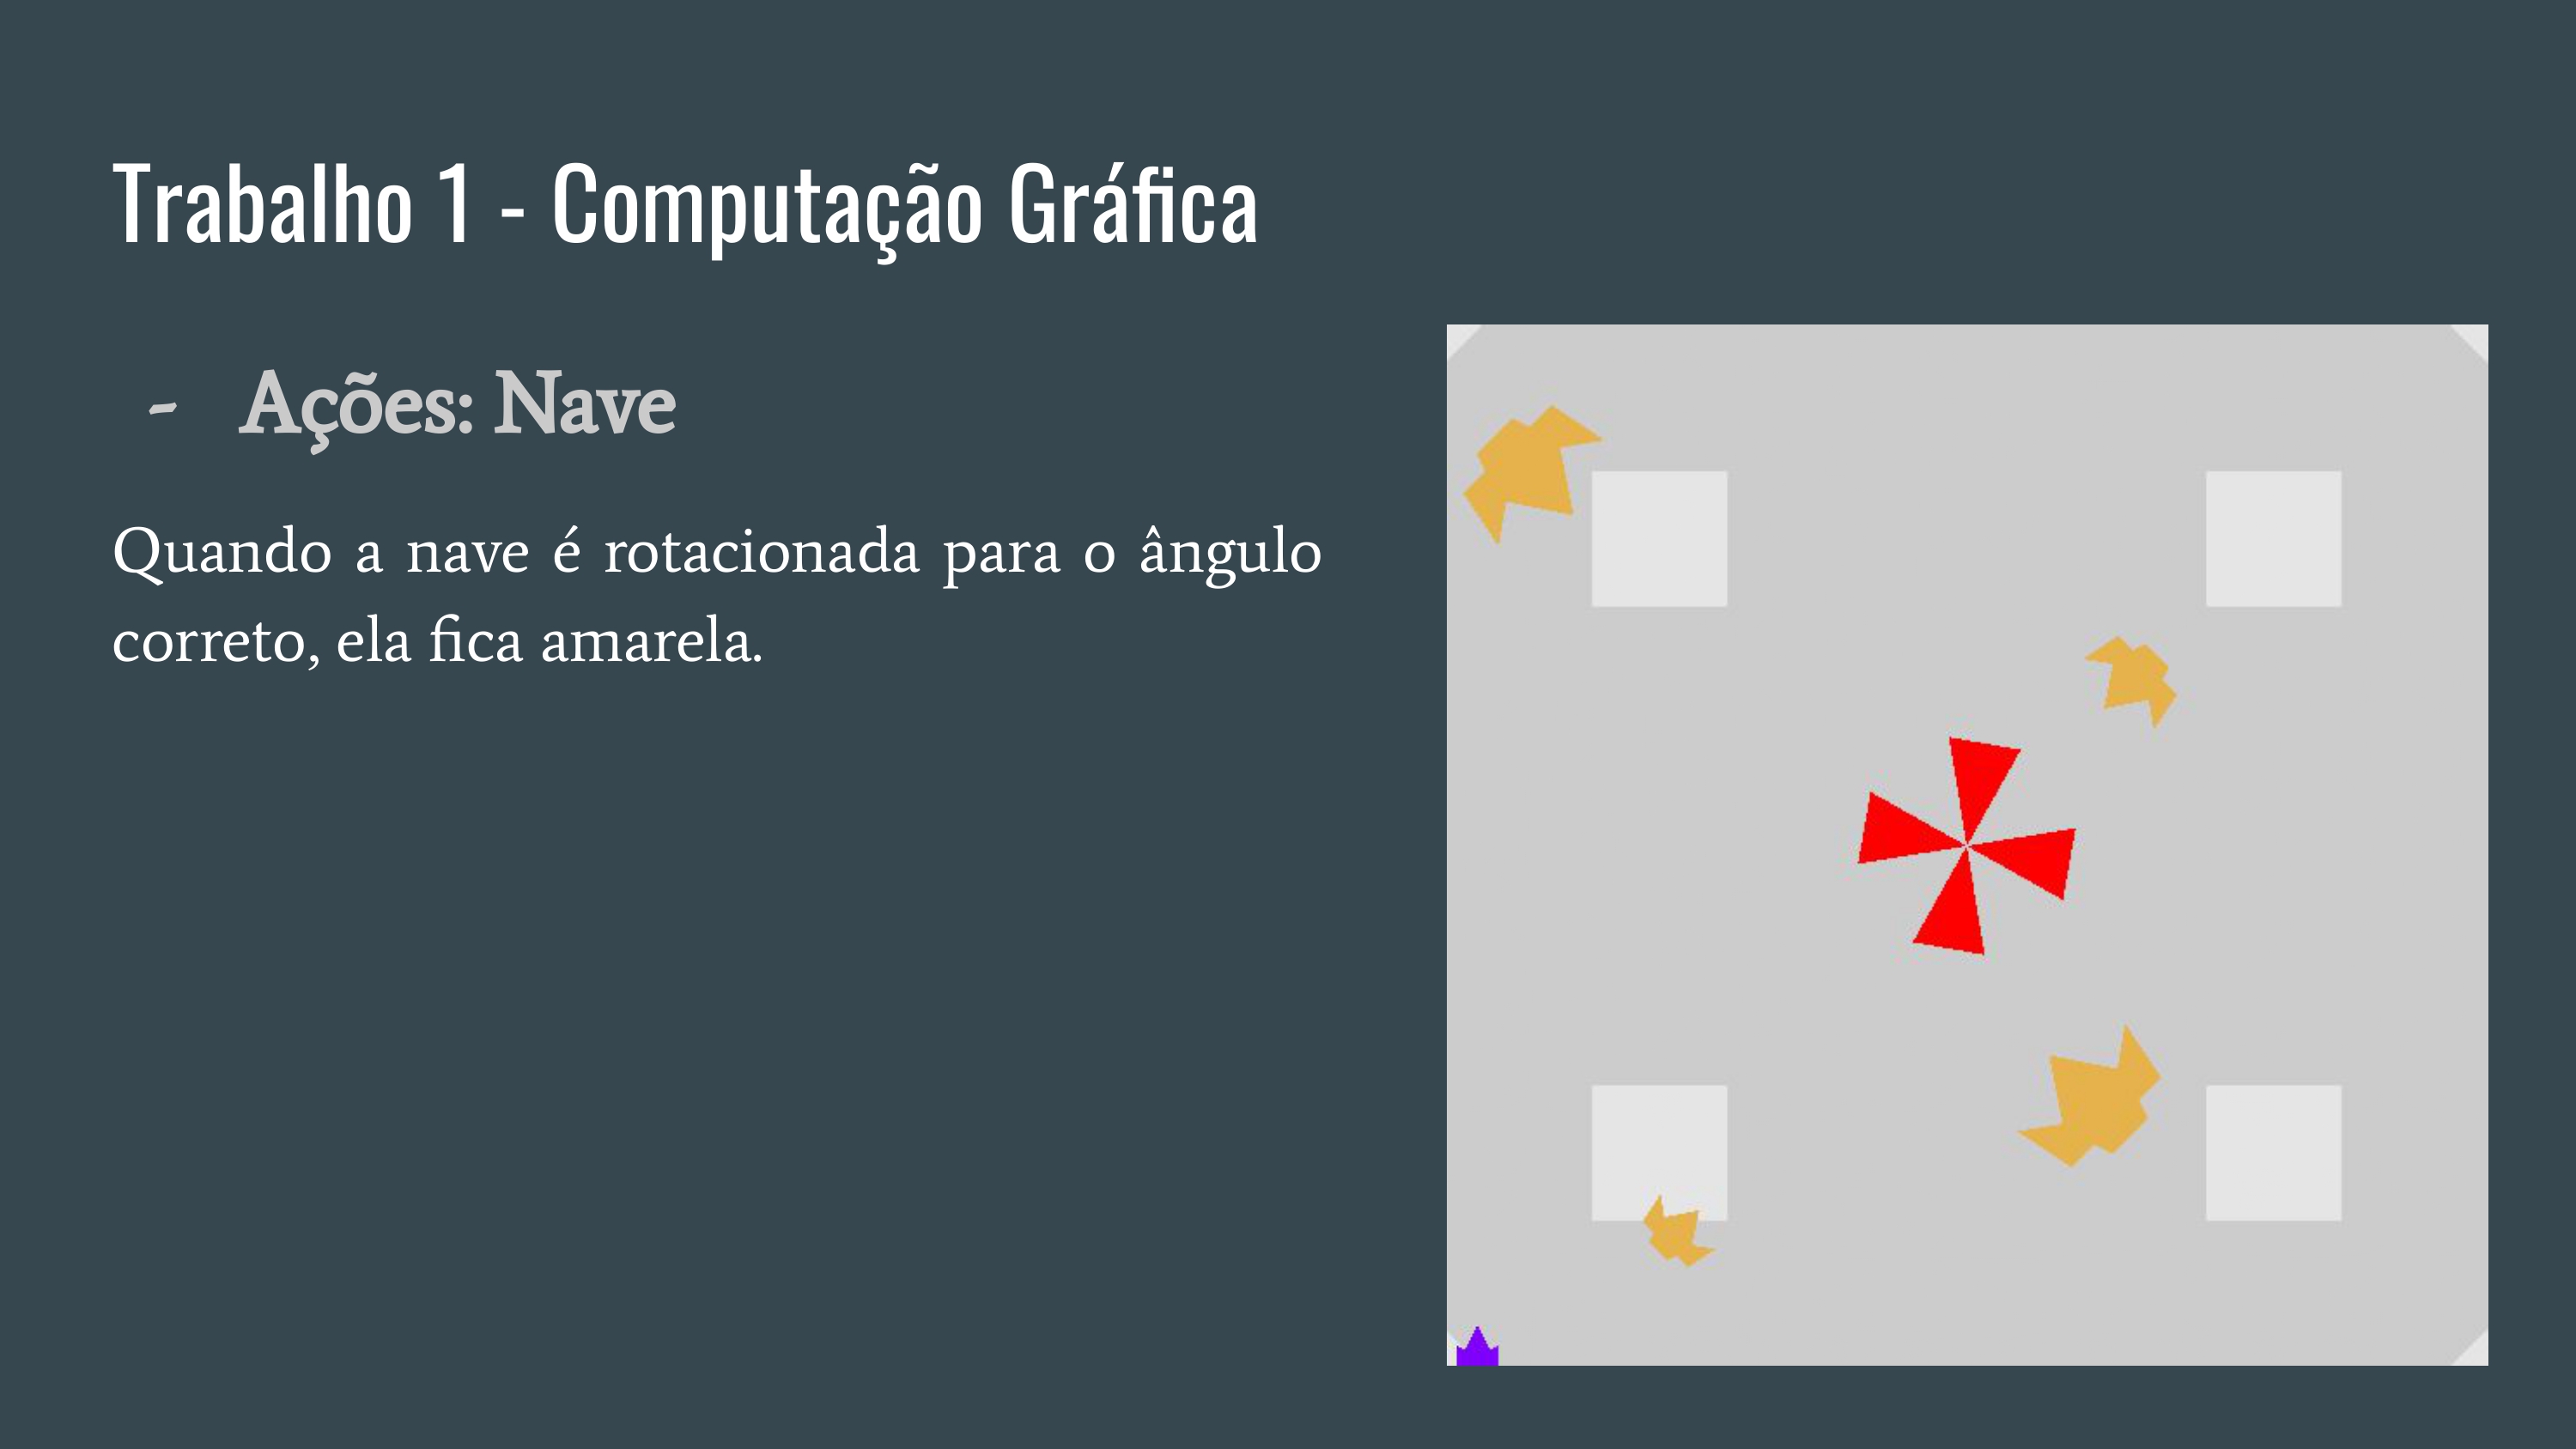 Trabalho 1 - Computação Gráfica
- Ações: Nave
Quando a nave é rotacionada para o ângulo
correto, ela fica amarela.